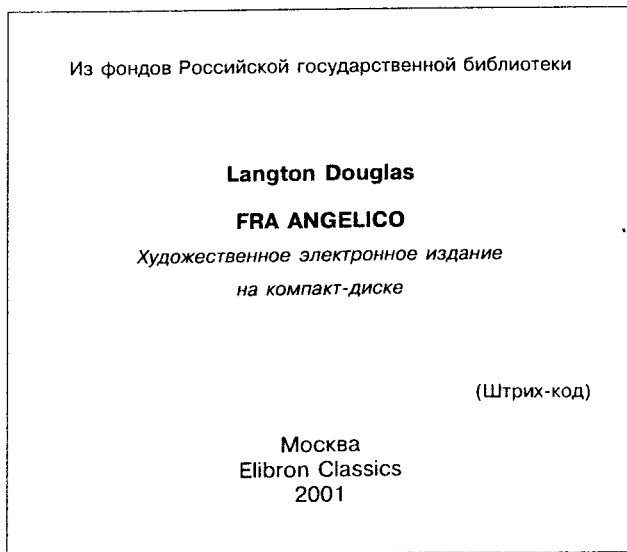 Из фондов Российской государственной библиотеки
Langton Douglas
FRA ANGELICO
Художественное электронное издание
на компакт-диске
(Штрих-код)
Москва
Elibron Classics
2001